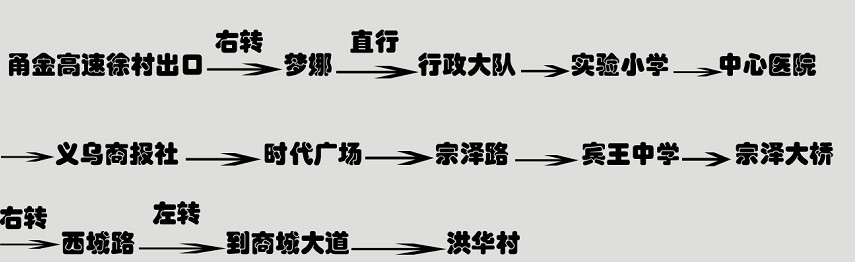 右转 直行
甬金高速徐村出口 梦娜 行政大队 实验小学 中心医院
义乌商报社 时代广场 宗泽路 宾王中学 宗泽大桥
右转 左转
西城路 到商城大道 洪华村